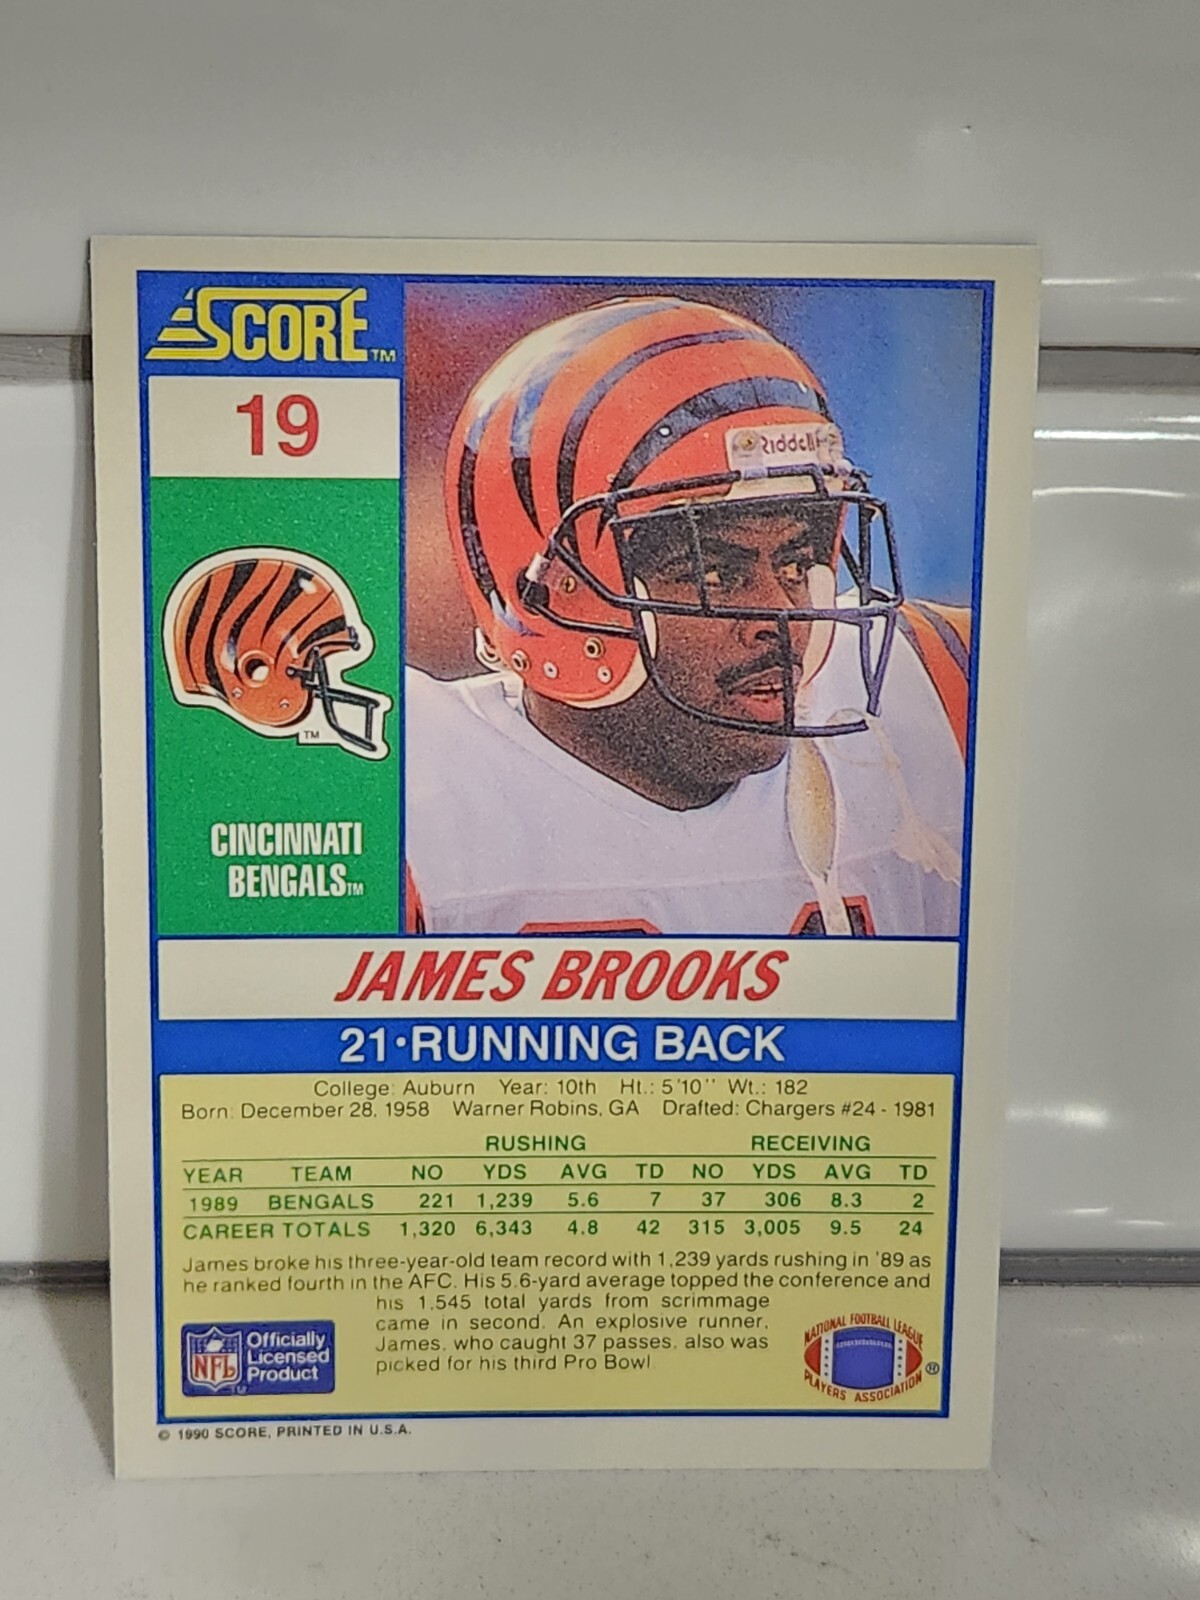 SCORE™
19
Riddell
TM
CINCINNATI
BENGALS™
JAMES BROOKS
21•RUNNING BACK
College: Auburn Year: 10th Ht.: 5'10'' Wt.: 182
Born: December 28, 1958 Warner Robins, GA Drafted: Chargers #24 - 1981
RUSHING RECEIVING
YEAR TEAM NO YDS AVG TD NO YDS AVG TD
1989 BENGALS 221 1,239 5.6 7 37 306 8.3 2
CAREER TOTALS 1,320 6,343 4.8 42 315 3,005 9.5 24
James broke his three-year-old team record with 1,239 yards rushing in '89 as
he ranked fourth in the AFC. His 5.6-yard average topped the conference and
his 1,545 total yards from scrimmage
came in second. An explosive runner,
James, who caught 37 passes, also was
picked for his third Pro Bowl.
NFL
Officially
Licensed
Product
NATIONAL FOOTBALL LEAGUE
PLAYERS ASSOCIATION ®
© 1990 SCORE, PRINTED IN U.S.A.